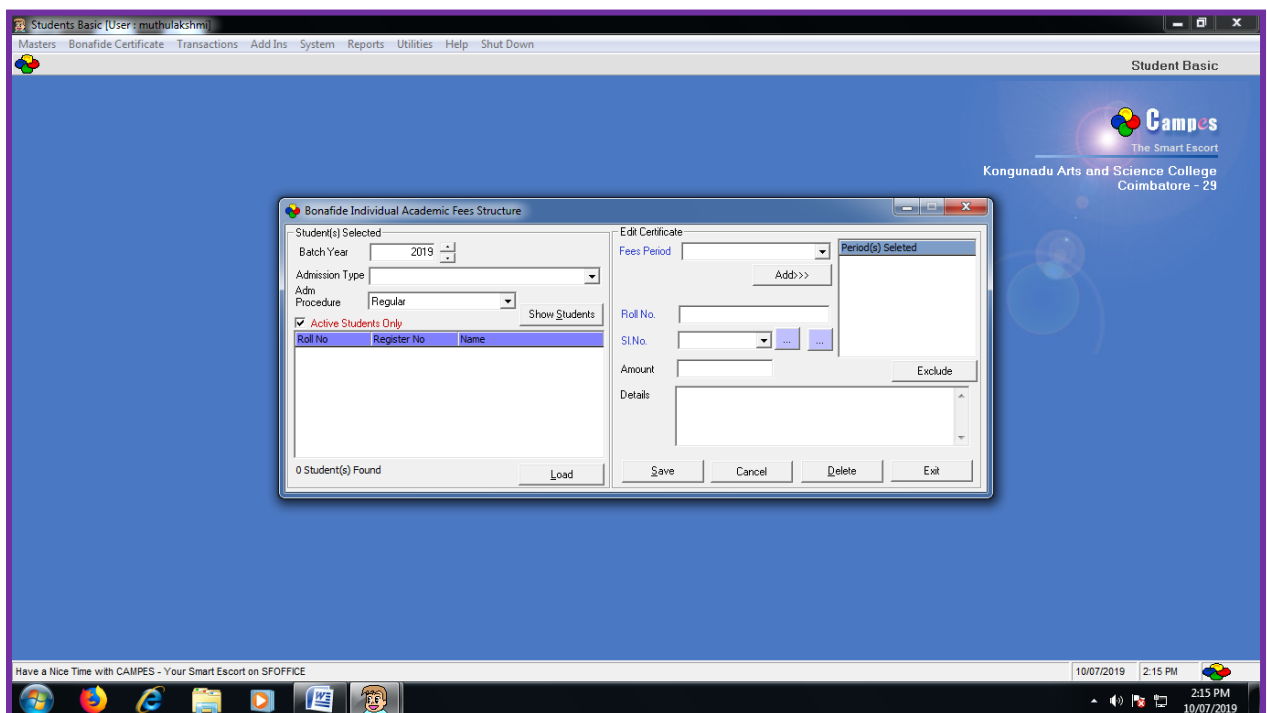 Students Basic [User : muthulakshmi]
Masters Bonafide Certificate Transactions Add Ins System Reports Utilities Help Shut Down
Student Basic
Campes
The Smart Escort
Kongunadu Arts and Science College
Coimbatore - 29
Bonafide Individual Academic Fees Structure
Student(s) Selected
Batch Year 2019
Admission Type
Adm
Procedure Regular
Show Students
Active Students Only
Roll No Register No Name
0 Student(s) Found
Load
Edit Certificate
Fees Period
Add>>>
Period(s) Seleted
Roll No.
Sl.No. ... ...
Amount
Exclude
Details
Save Cancel Delete Exit
Have a Nice Time with CAMPES - Your Smart Escort on SFOFFICE
10/07/2019 2:15 PM
2:15 PM
10/07/2019